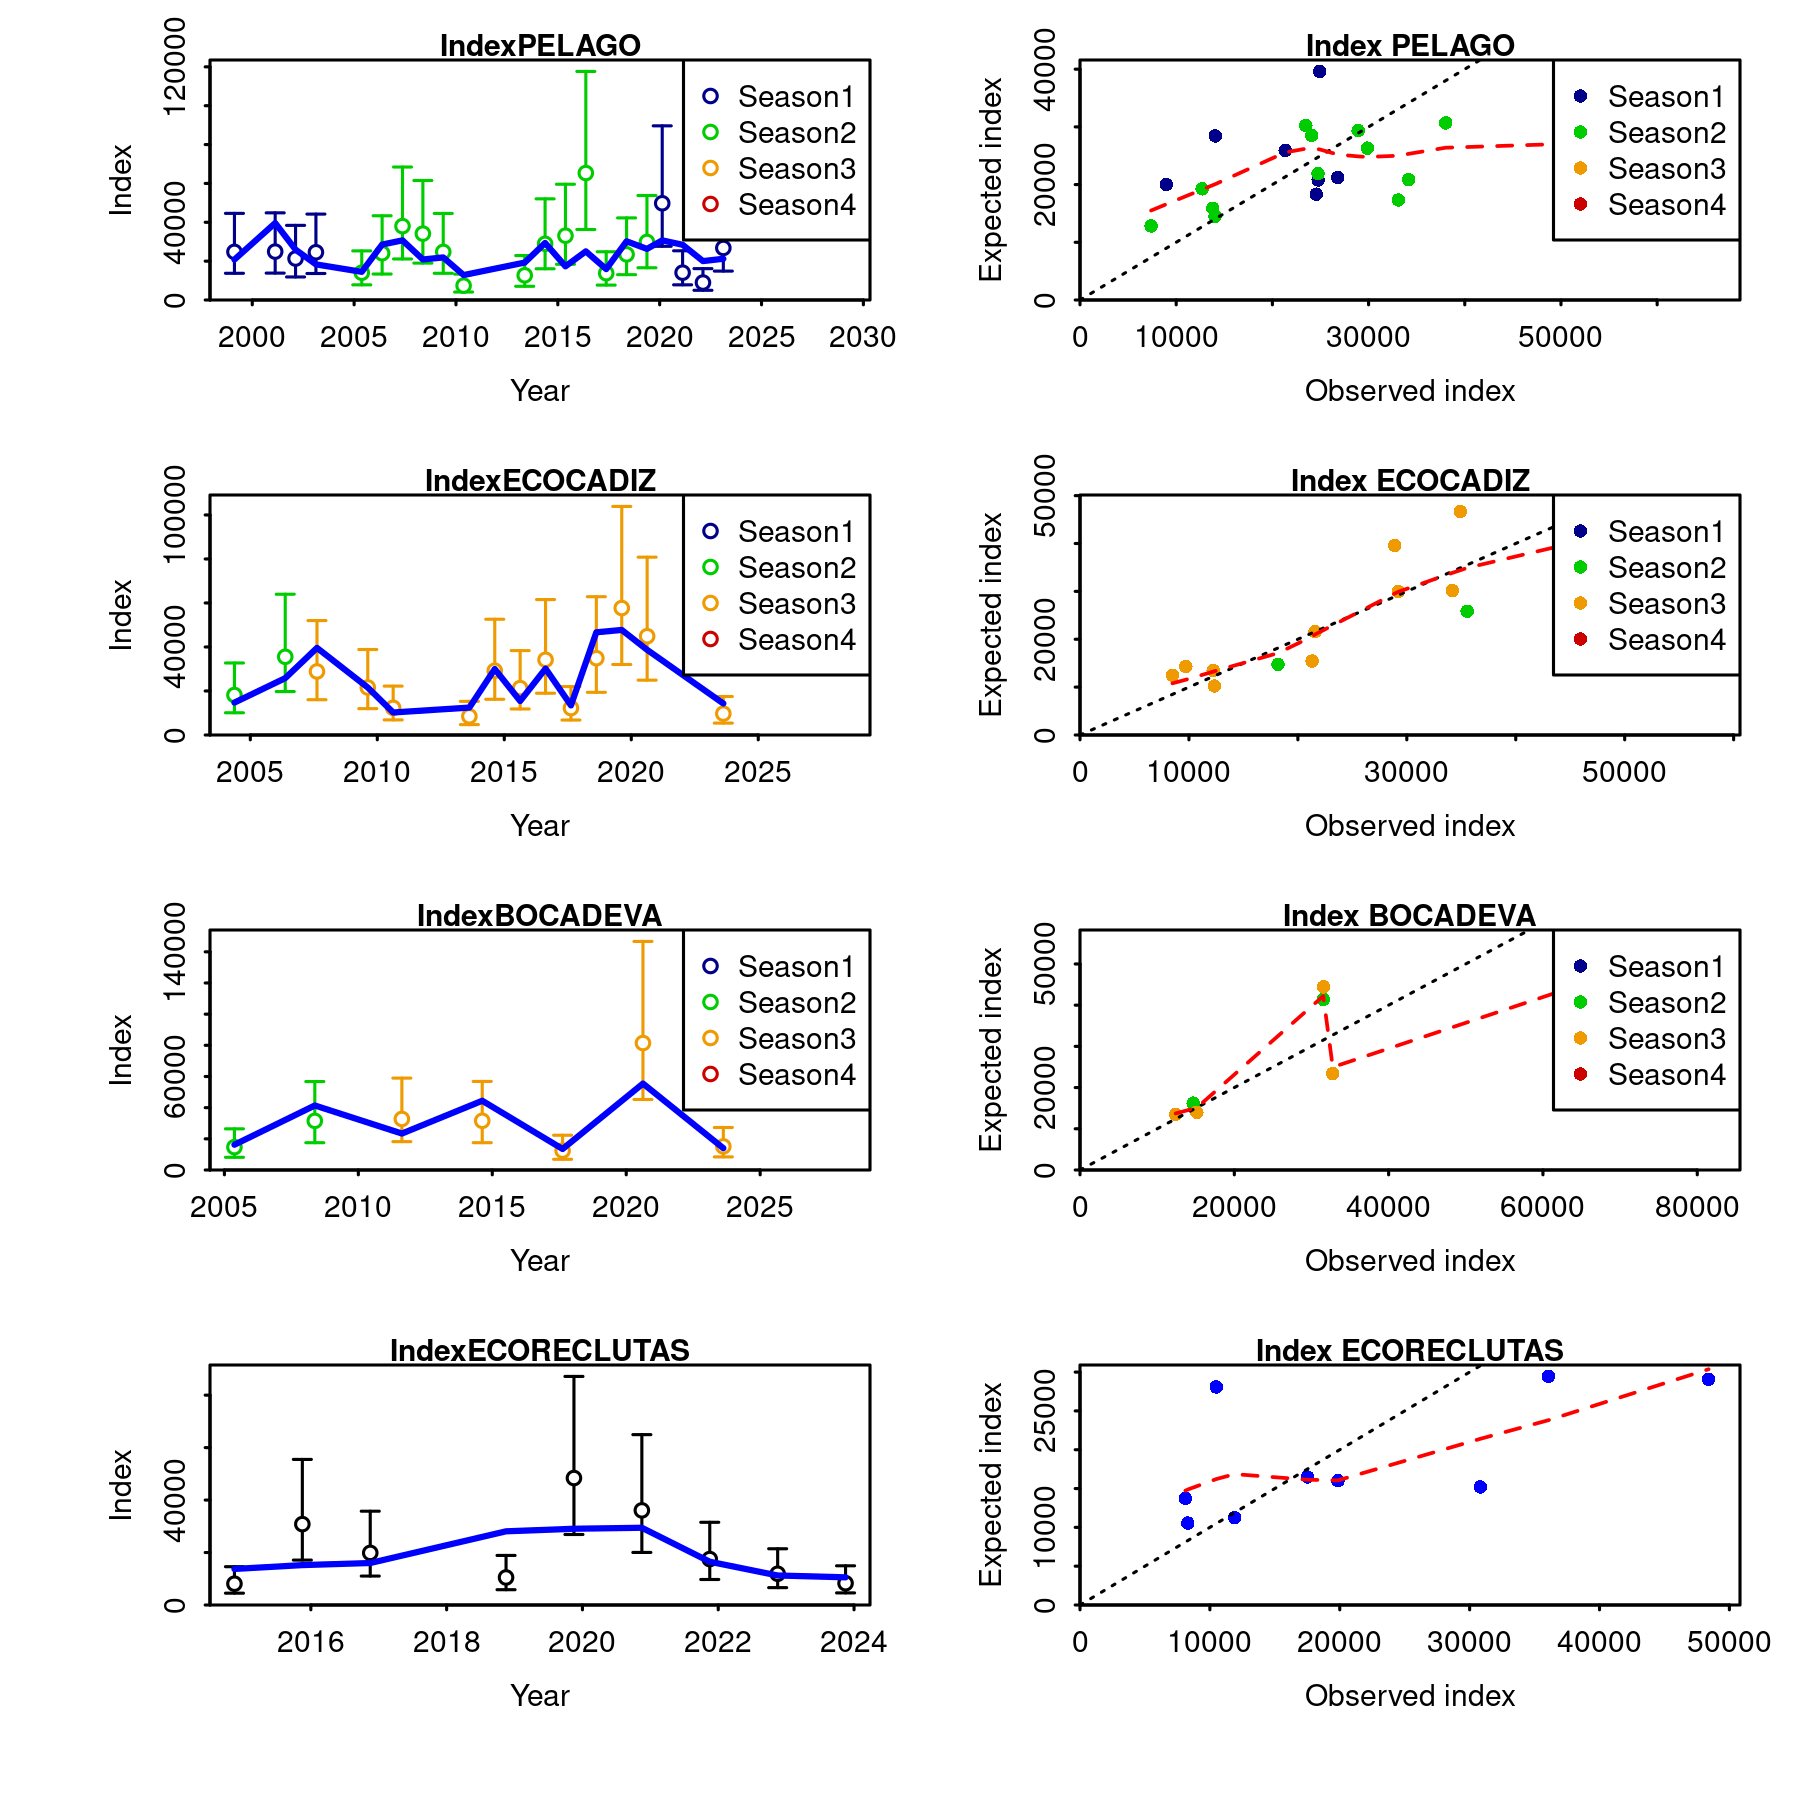 IndexPELAGO
Index
0 40000 120000
2000 2005 2010 2015 2020 2025 2030
Year
Season1
Season2
Season3
Season4
Index PELAGO
Expected index
0 20000 40000
0 10000 30000 50000
Observed index
Season1
Season2
Season3
Season4
IndexECOCADIZ
Index
0 40000 100000
2005 2010 2015 2020 2025
Year
Season1
Season2
Season3
Season4
Index ECOCADIZ
Expected index
0 20000 50000
0 10000 30000 50000
Observed index
Season1
Season2
Season3
Season4
IndexBOCADEVA
Index
0 60000 140000
2005 2010 2015 2020 2025
Year
Season1
Season2
Season3
Season4
Index BOCADEVA
Expected index
0 20000 50000
0 20000 40000 60000 80000
Observed index
Season1
Season2
Season3
Season4
IndexECORECLUTAS
Index
0 40000
2016 2018 2020 2022 2024
Year
Index ECORECLUTAS
Expected index
0 10000 25000
0 10000 20000 30000 40000 50000
Observed index